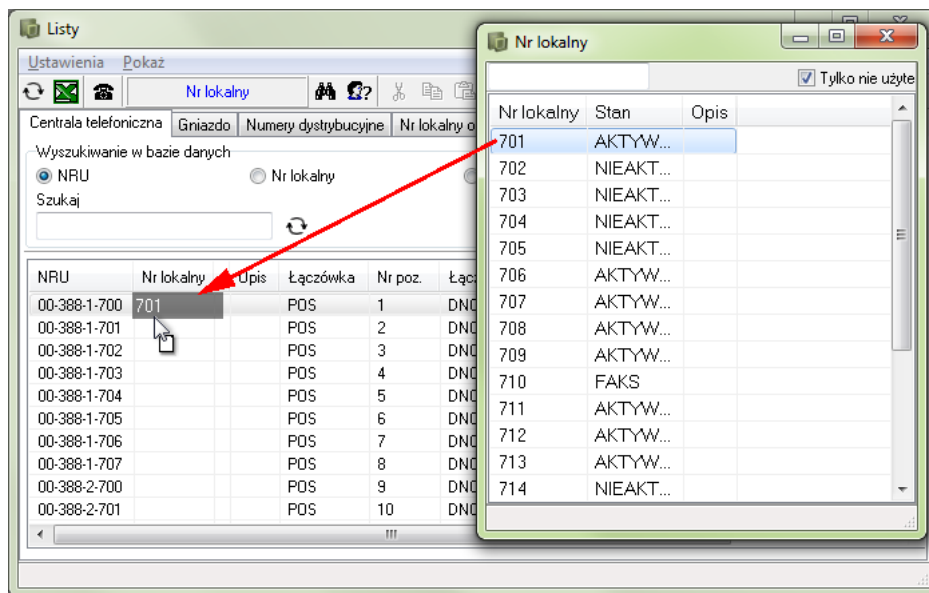 Listy
Ustawienia Pokaż
Nr lokalny
Centrala telefoniczna Gniazdo Numery dystrybucyjne Nr lokalny o
Wyszukiwanie w bazie danych
NRU Nr lokalny
Szukaj
NRU Nr lokalny Opis Łączówka Nr poz. Łąc
00-388-1-700 701 POS 1
00-388-1-701 POS 2
00-388-1-702 POS 3
00-388-1-703 POS 4
00-388-1-704 POS 5
00-388-1-705 POS 6
00-388-1-706 POS 7
00-388-1-707 POS 8
00-388-2-700 POS 9
00-388-2-701 POS 10
Nr lokalny
Tylko nie użyte
Nr lokalny Stan Opis
701 AKTYW...
702 NIEAKT...
703 NIEAKT...
704 NIEAKT...
705 NIEAKT...
706 AKTYW...
707 AKTYW...
708 AKTYW...
709 AKTYW...
710 FAKS
711 AKTYW...
712 AKTYW...
713 AKTYW...
714 NIEAKT...